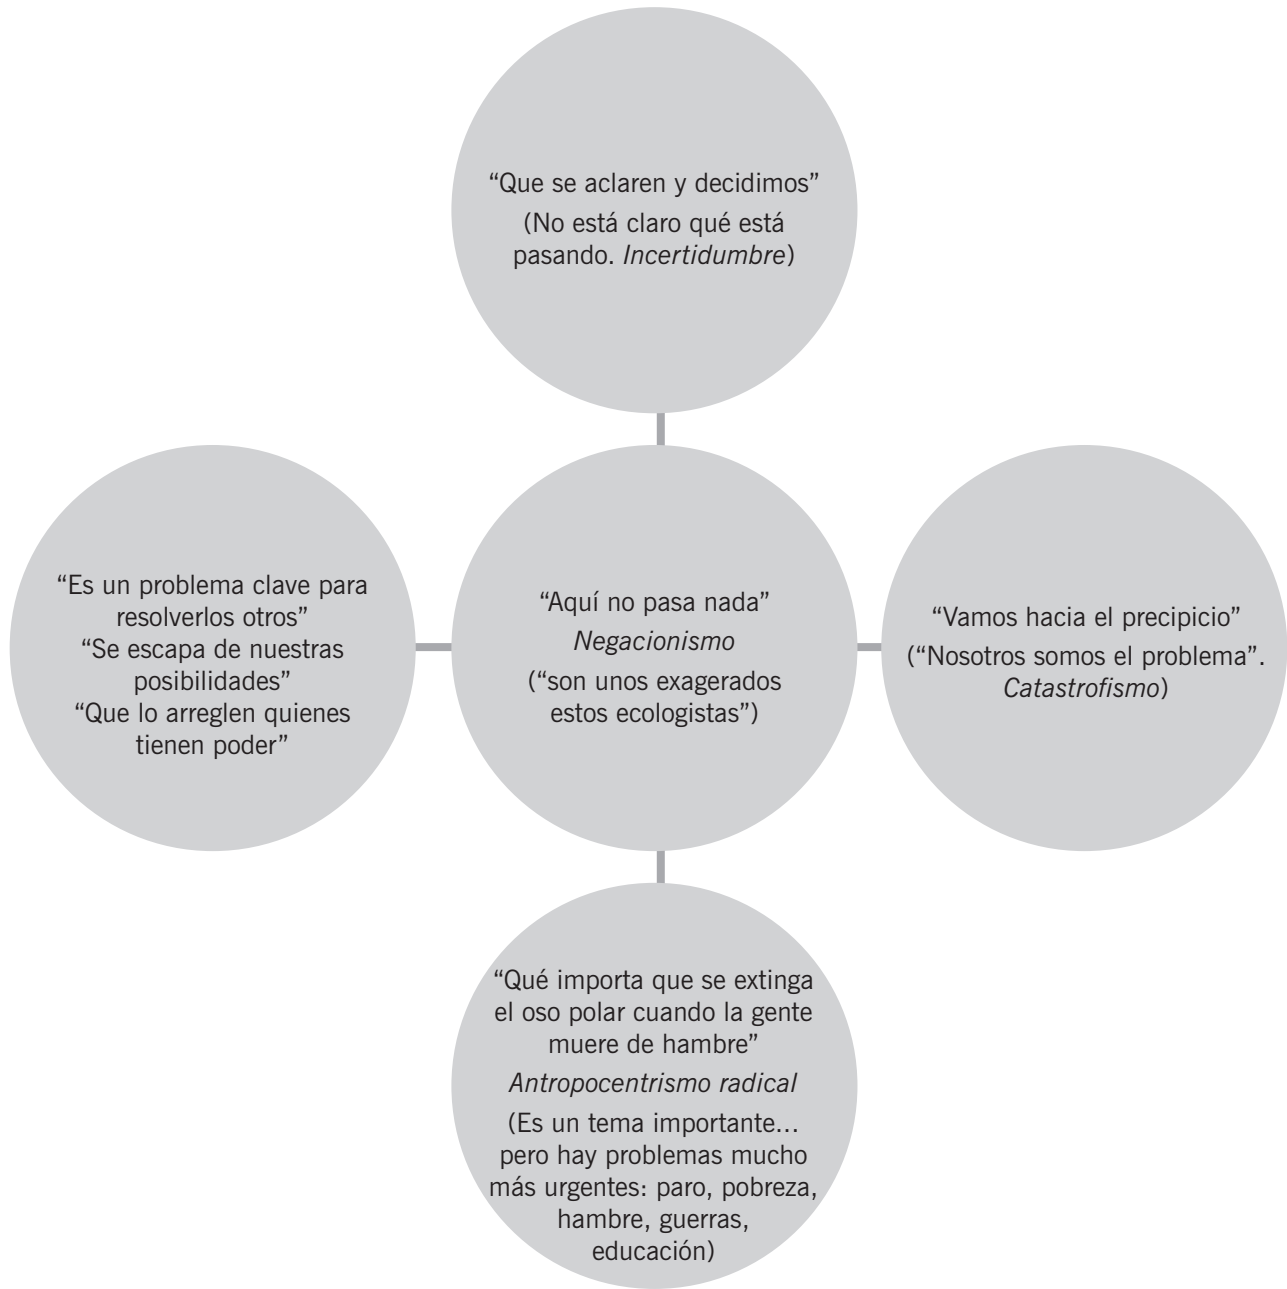 “Que se aclaren y decidimos”
(No está claro qué está
pasando. Incertidumbre)
“Es un problema clave para
resolverlos otros”
“Se escapa de nuestras
posibilidades”
“Que lo arreglen quienes
tienen poder”
“Aquí no pasa nada”
Negacionismo
(“son unos exagerados
estos ecologistas”)
“Vamos hacia el precipicio”
(“Nosotros somos el problema”.
Catastrofismo)
“Qué importa que se extinga
el oso polar cuando la gente
muere de hambre”
Antropocentrismo radical
(Es un tema importante...
pero hay problemas mucho
más urgentes: paro, pobreza,
hambre, guerras,
educación)